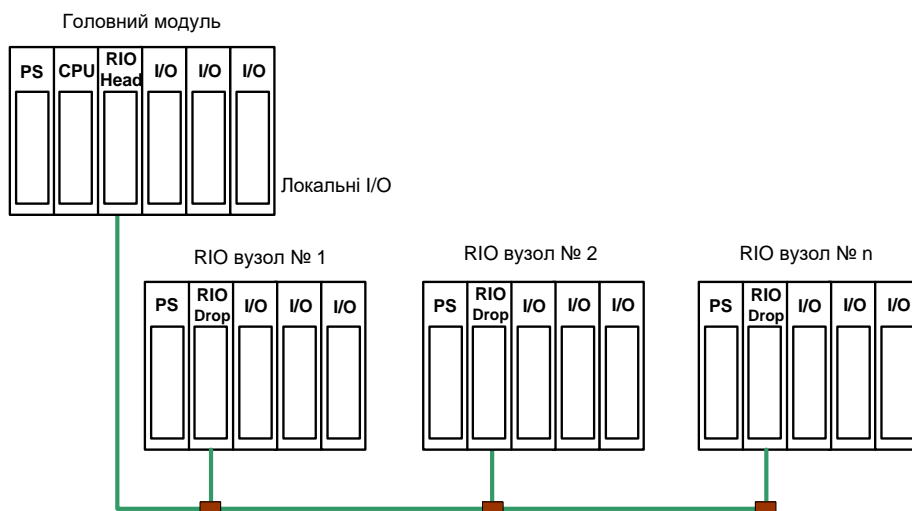 Головний модуль
PS CPU RIO Head I/O I/O I/O
Локальні I/O
RIO вузол № 1
RIO вузол № 2
RIO вузол № n
PS RIO Drop I/O I/O I/O
PS RIO Drop I/O I/O I/O
PS RIO Drop I/O I/O I/O